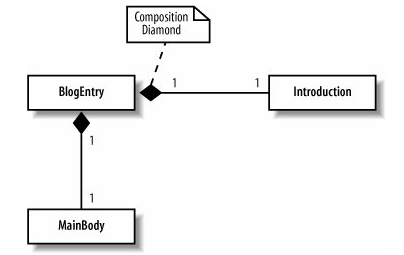 Composition
Diamond
BlogEntry
1
1
Introduction
1
1
MainBody